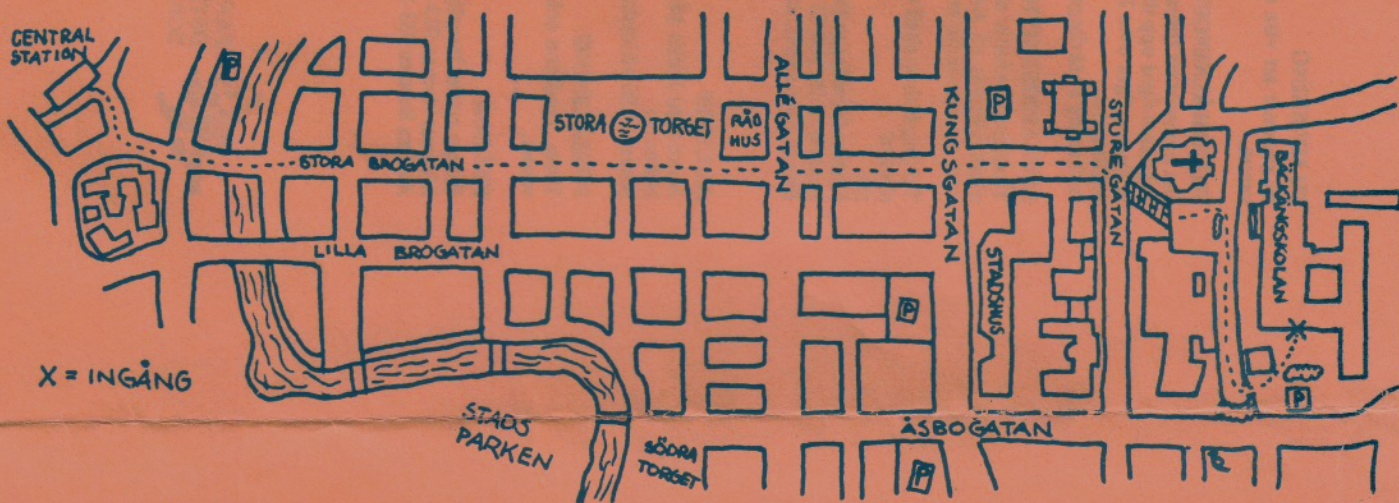 CENTRAL
STATION
P
STORA TORGET
RÅD
HUS
ALLÉGATAN
KUNGSGATAN
P
STUREGATAN
BÄCKÄNGSSKOLAN
STORA BROGATAN
LILLA BROGATAN
STADSHUS
P
X = INGÅNG
X
P
STADS
PARKEN
SÖDRA
TORGET
ÅSBOGATAN
P